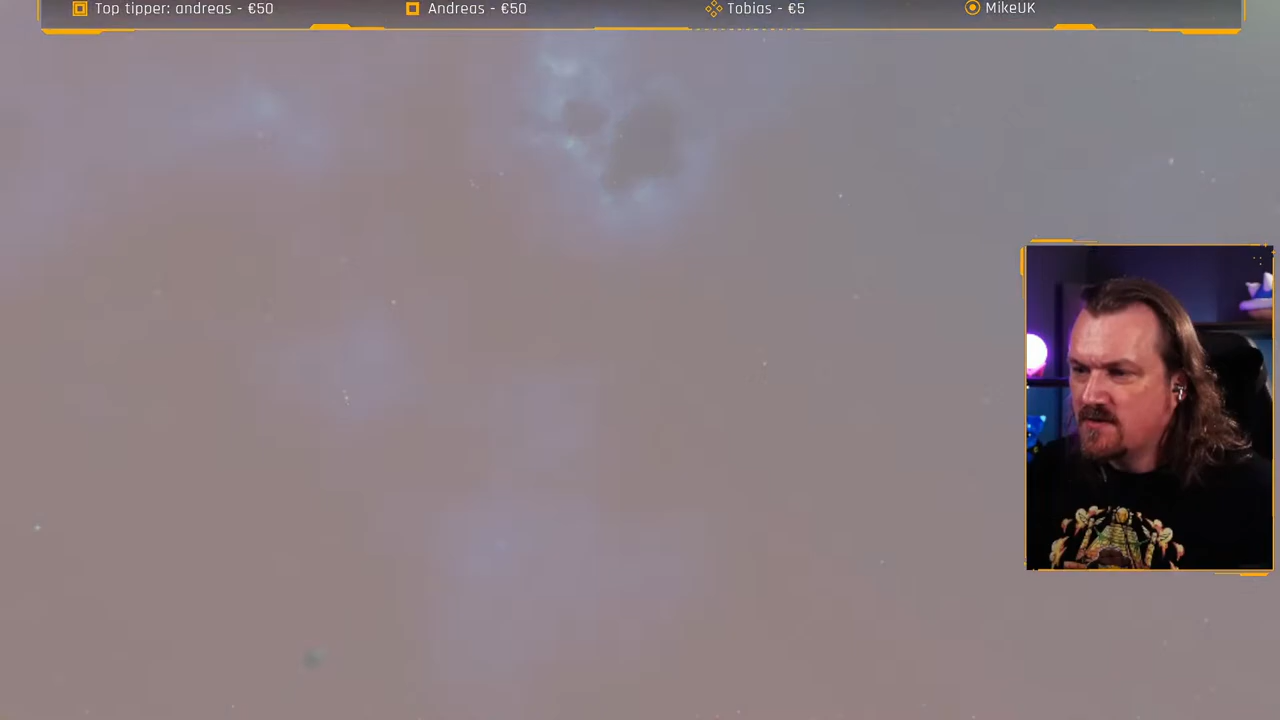 Top tipper: andreas - €50
Andreas - €50
Tobias - €5
MikeUK